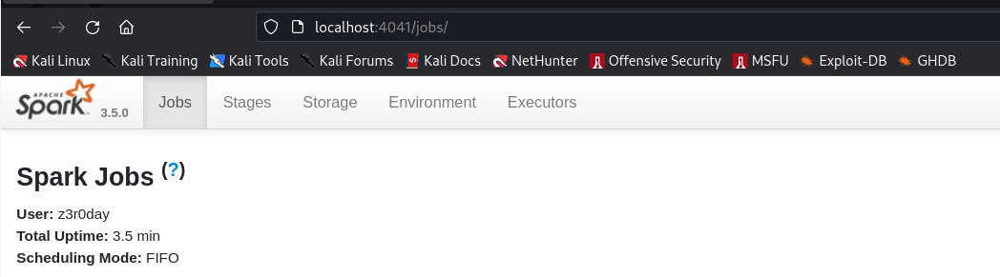 localhost:4041/jobs/
Kali Linux Kali Training Kali Tools Kali Forums Kali Docs NetHunter Offensive Security MSFU Exploit-DB GHDB
APACHE
Spark 3.5.0 Jobs Stages Storage Environment Executors
Spark Jobs (?)
User: z3r0day
Total Uptime: 3.5 min
Scheduling Mode: FIFO